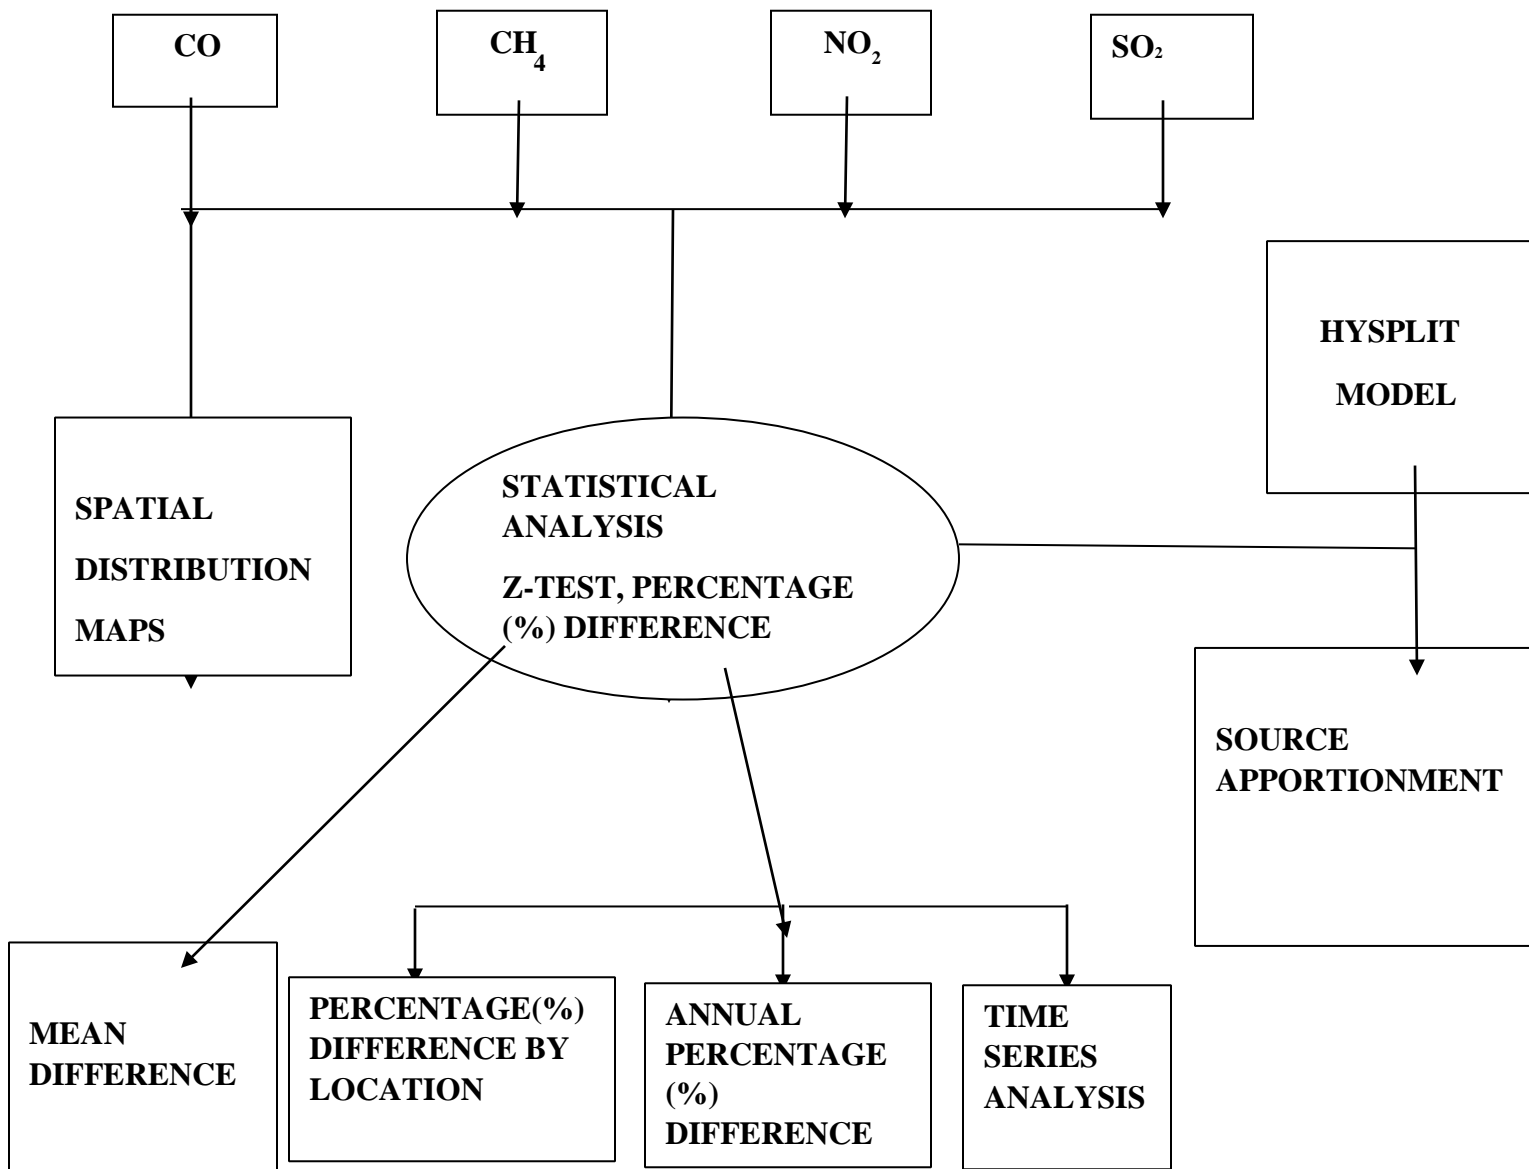 CO
CH4
NO2
SO2
HYSPLIT
MODEL
SPATIAL
DISTRIBUTION
MAPS
STATISTICAL
ANALYSIS
Z-TEST, PERCENTAGE
(%) DIFFERENCE
SOURCE
APPORTIONMENT
MEAN
DIFFERENCE
PERCENTAGE(%)
DIFFERENCE BY
LOCATION
ANNUAL
PERCENTAGE
(%)
DIFFERENCE
TIME
SERIES
ANALYSIS